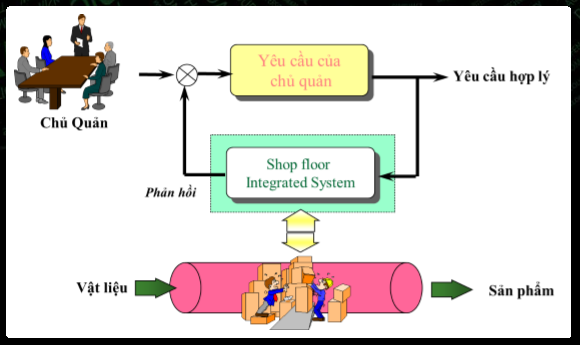 Yêu cầu của
chủ quản
Yêu cầu hợp lý
Chủ Quản
Shop floor
Integrated System
Phản hồi
Vật liệu
Sản phẩm